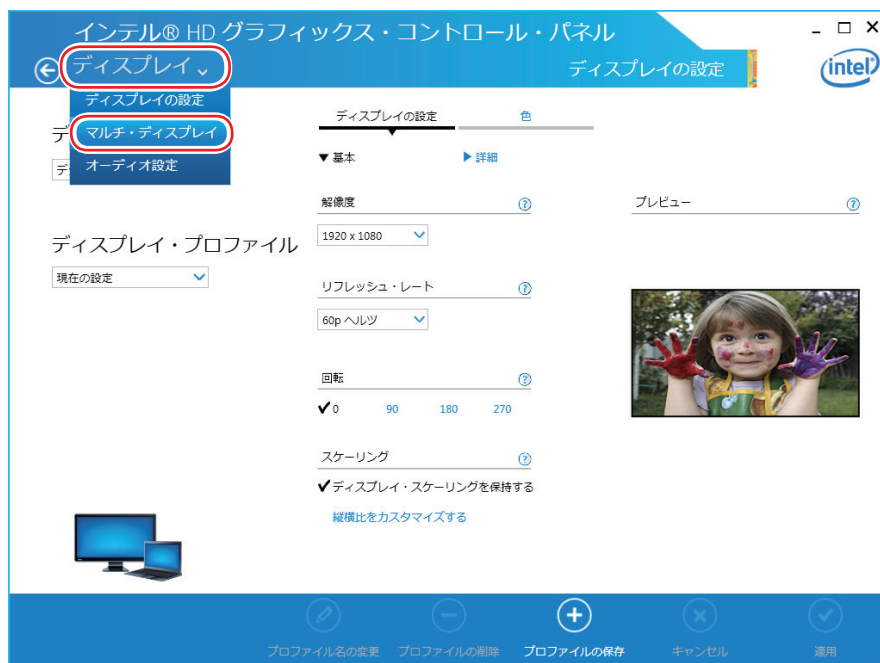 インテル® HD グラフィックス・コントロール・パネル
ディスプレイ
ディスプレイの設定
intel
ディスプレイの設定
マルチ・ディスプレイ
オーディオ設定
デ
デ
ディスプレイ・プロファイル
現在の設定
ディスプレイの設定
色
▼基本
▶詳細
解像度
?
1920 x 1080
リフレッシュ・レート
?
60p ヘルツ
回転
?
✔0 90 180 270
スケーリング
?
✔ディスプレイ・スケーリングを保持する
縦横比をカスタマイズする
プレビュー
?
プロファイル名の変更
プロファイルの削除
プロファイルの保存
キャンセル
適用